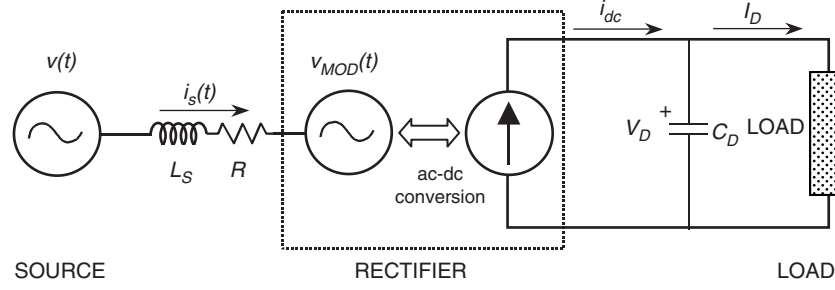 i_dc I_D
v(t) v_MOD(t)
i_s(t)
+
V_D C_D LOAD
L_S R
ac-dc
conversion
SOURCE RECTIFIER LOAD